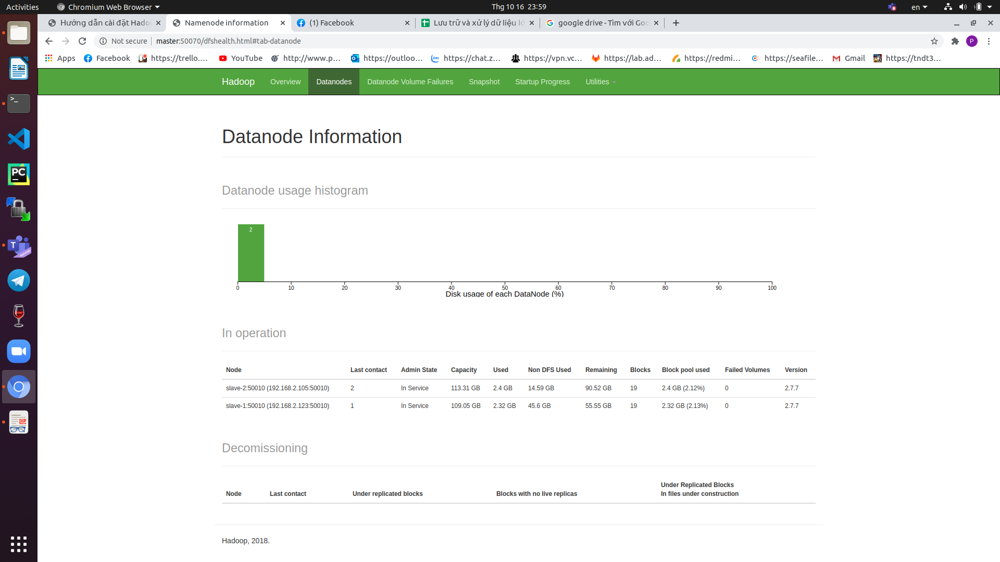 Activities Chromium Web Browser Thg 10 16 23:59 en
Hướng dẫn cài đặt Hado Namenode information (1) Facebook Lưu trữ và xử lý dữ liệu lớ google drive - Tìm với Goo
Not secure master:50070/dfshealth.html#tab-datanode P
Apps Facebook https://trello.... YouTube http://www.p... https://outloo... https://chat.z... https://vpn.vc... https://lab.ad... https://redmi... https://seafile... Gmail https://tndt3...
Hadoop Overview Datanodes Datanode Volume Failures Snapshot Startup Progress Utilities
Datanode Information
Datanode usage histogram
2
0 10 20 30 40 50 60 70 80 90 100
Disk usage of each DataNode (%)
In operation
Node Last contact Admin State Capacity Used Non DFS Used Remaining Blocks Block pool used Failed Volumes Version
slave-2:50010 (192.168.2.105:50010) 2 In Service 113.31 GB 2.4 GB 14.59 GB 90.52 GB 19 2.4 GB (2.12%) 0 2.7.7
slave-1:50010 (192.168.2.123:50010) 1 In Service 109.05 GB 2.32 GB 45.6 GB 55.55 GB 19 2.32 GB (2.13%) 0 2.7.7
Decomissioning
Node Last contact Under replicated blocks Blocks with no live replicas Under Replicated Blocks
In files under construction
Hadoop, 2018.
>_
PC
T
PREVIEW